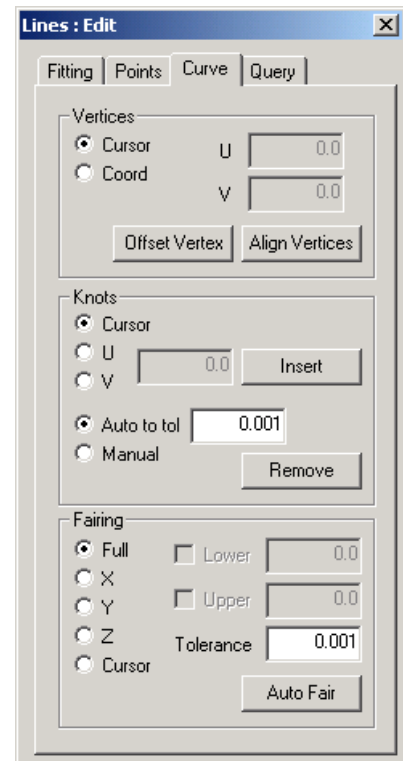 Lines : Edit
Fitting Points Curve Query
Vertices
Cursor U 0.0
Coord V 0.0
Offset Vertex Align Vertices
Knots
Cursor
U 0.0 Insert
V
Auto to tol 0.001
Manual Remove
Fairing
Full Lower 0.0
X
Y Upper 0.0
Z Tolerance 0.001
Cursor
Auto Fair